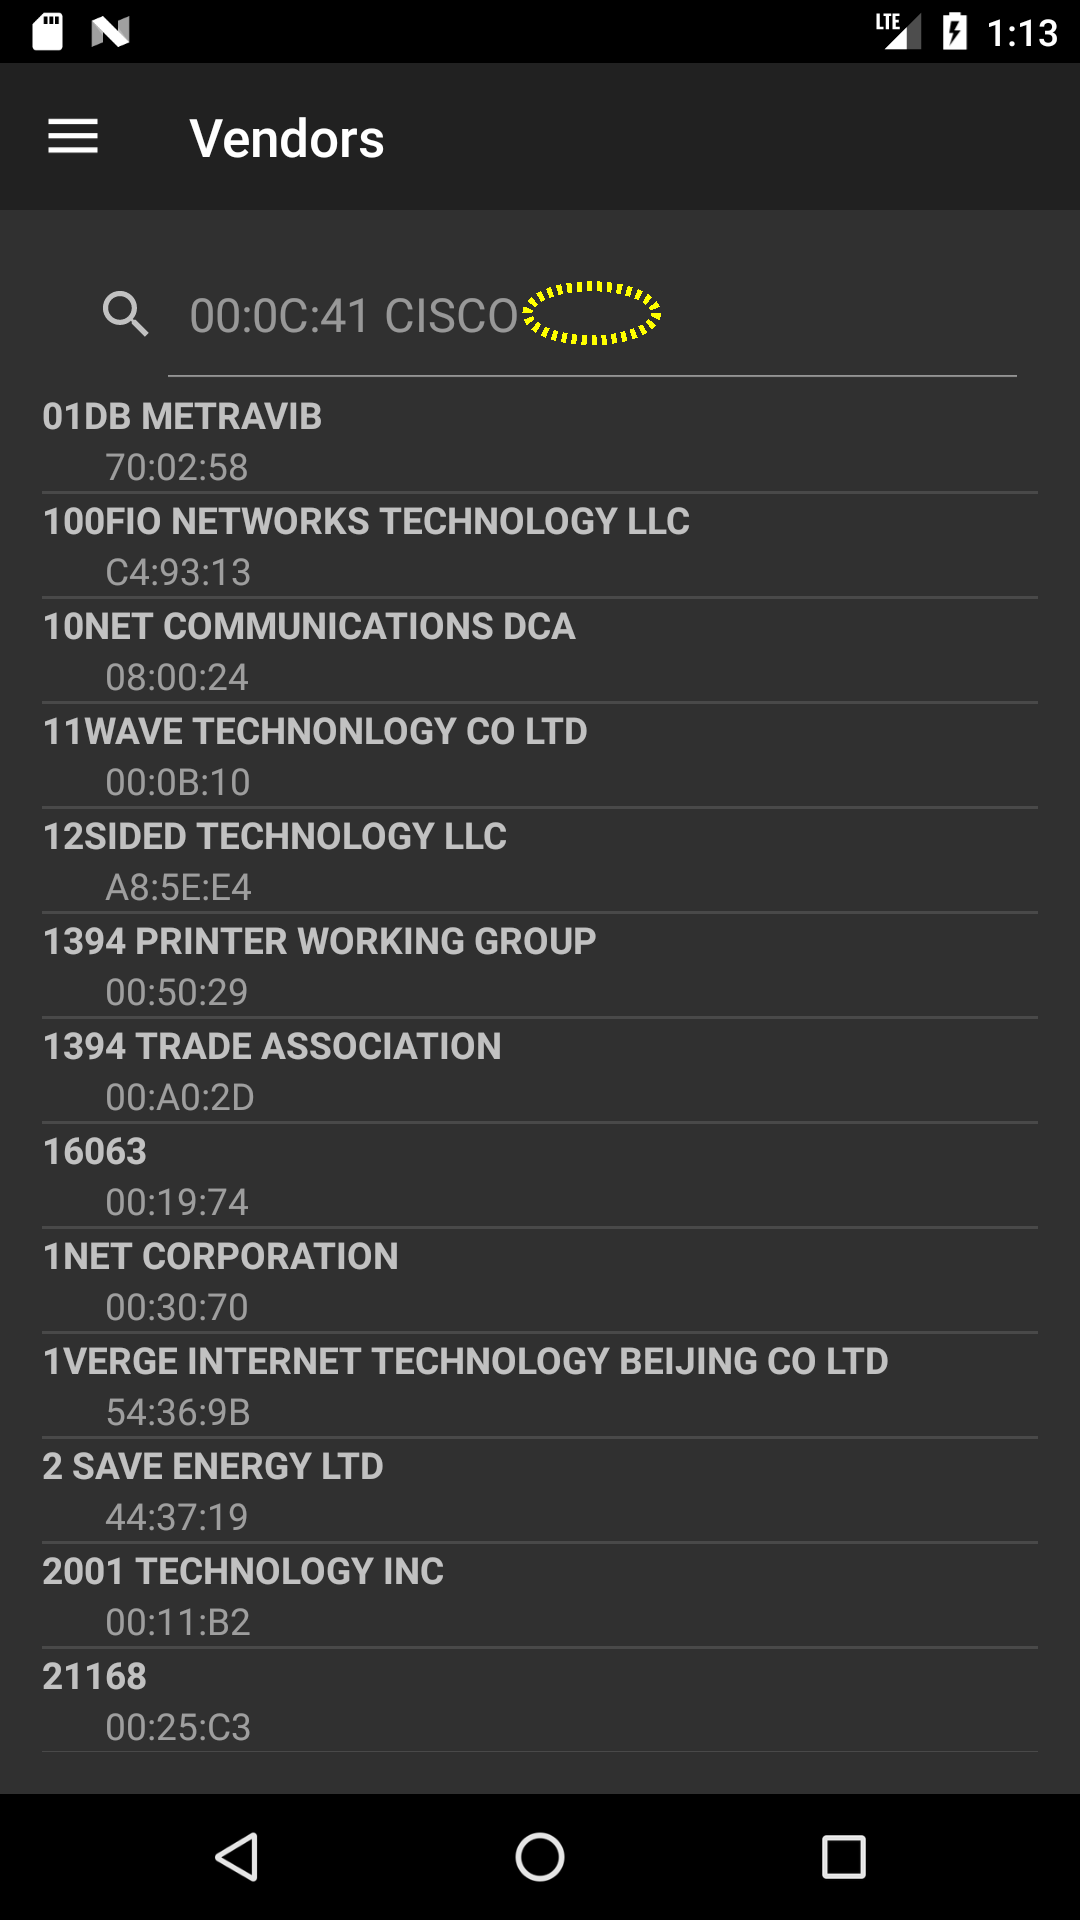 LTE 1:13
Vendors
00:0C:41 CISCO
01DB METRAVIB
70:02:58
100FIO NETWORKS TECHNOLOGY LLC
C4:93:13
10NET COMMUNICATIONS DCA
08:00:24
11WAVE TECHNONLOGY CO LTD
00:0B:10
12SIDED TECHNOLOGY LLC
A8:5E:E4
1394 PRINTER WORKING GROUP
00:50:29
1394 TRADE ASSOCIATION
00:A0:2D
16063
00:19:74
1NET CORPORATION
00:30:70
1VERGE INTERNET TECHNOLOGY BEIJING CO LTD
54:36:9B
2 SAVE ENERGY LTD
44:37:19
2001 TECHNOLOGY INC
00:11:B2
21168
00:25:C3